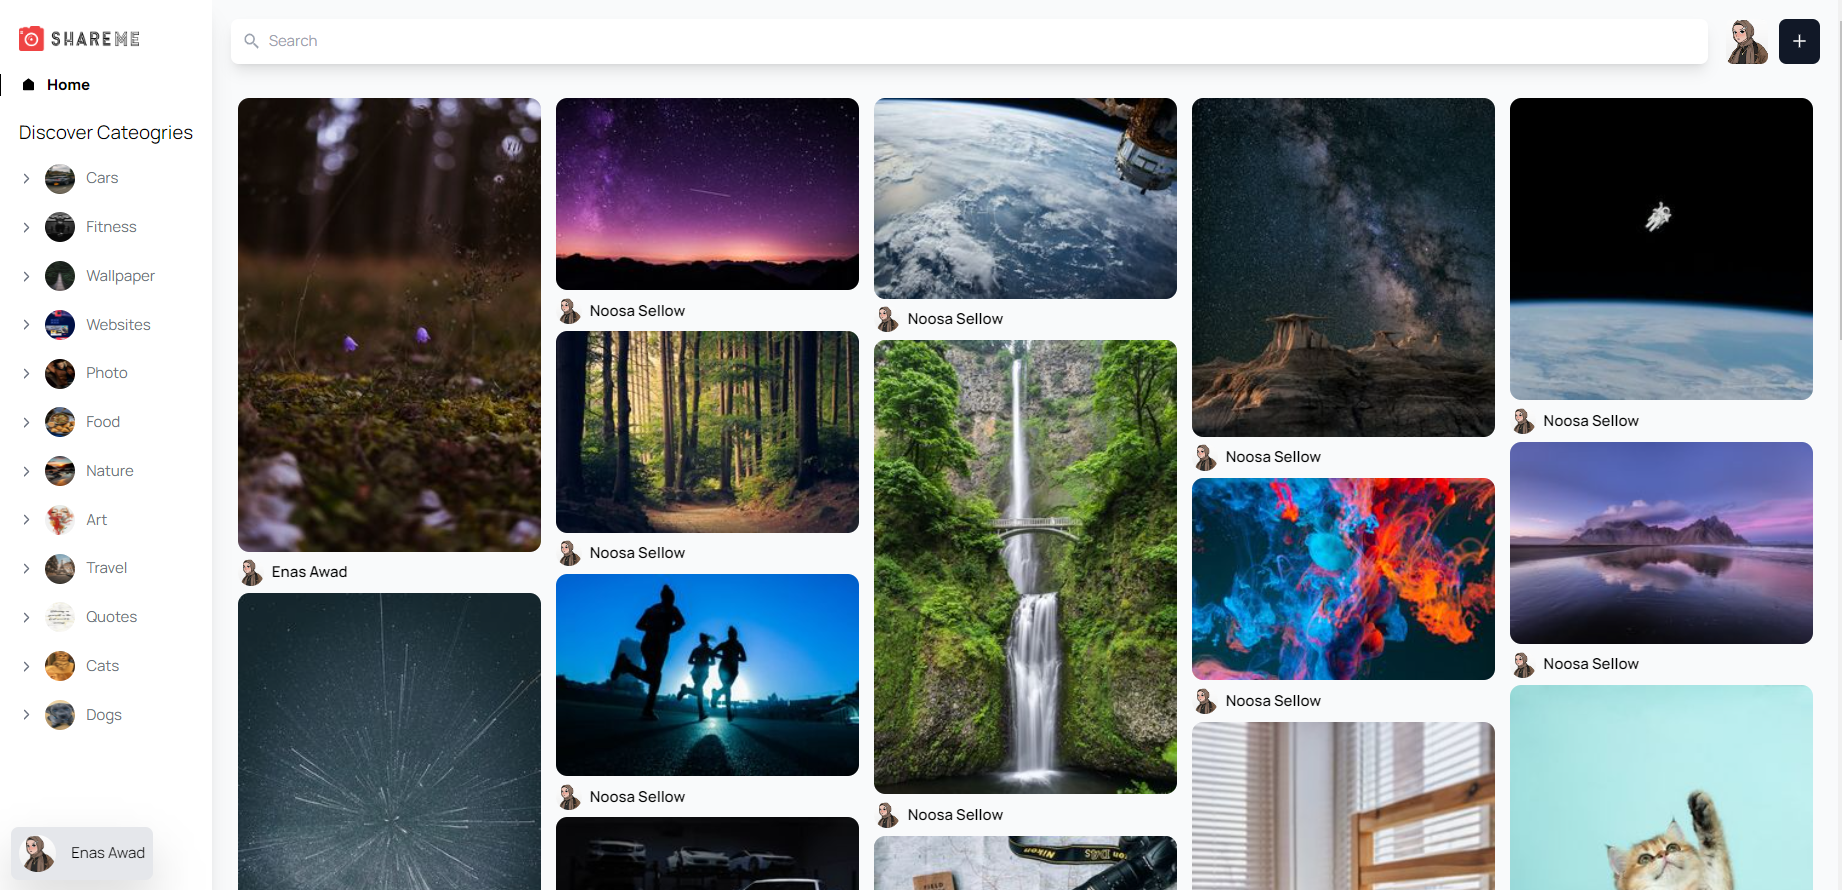 SHAREME
Search
Home
Discover Cateogries
Cars
Fitness
Wallpaper
Websites
Photo
Food
Nature
Art
Travel
Quotes
Cats
Dogs
Enas Awad
Enas Awad
Noosa Sellow
Noosa Sellow
Noosa Sellow
Noosa Sellow
Noosa Sellow
Noosa Sellow
Noosa Sellow
Noosa Sellow
Noosa Sellow
Nikon
FIELD